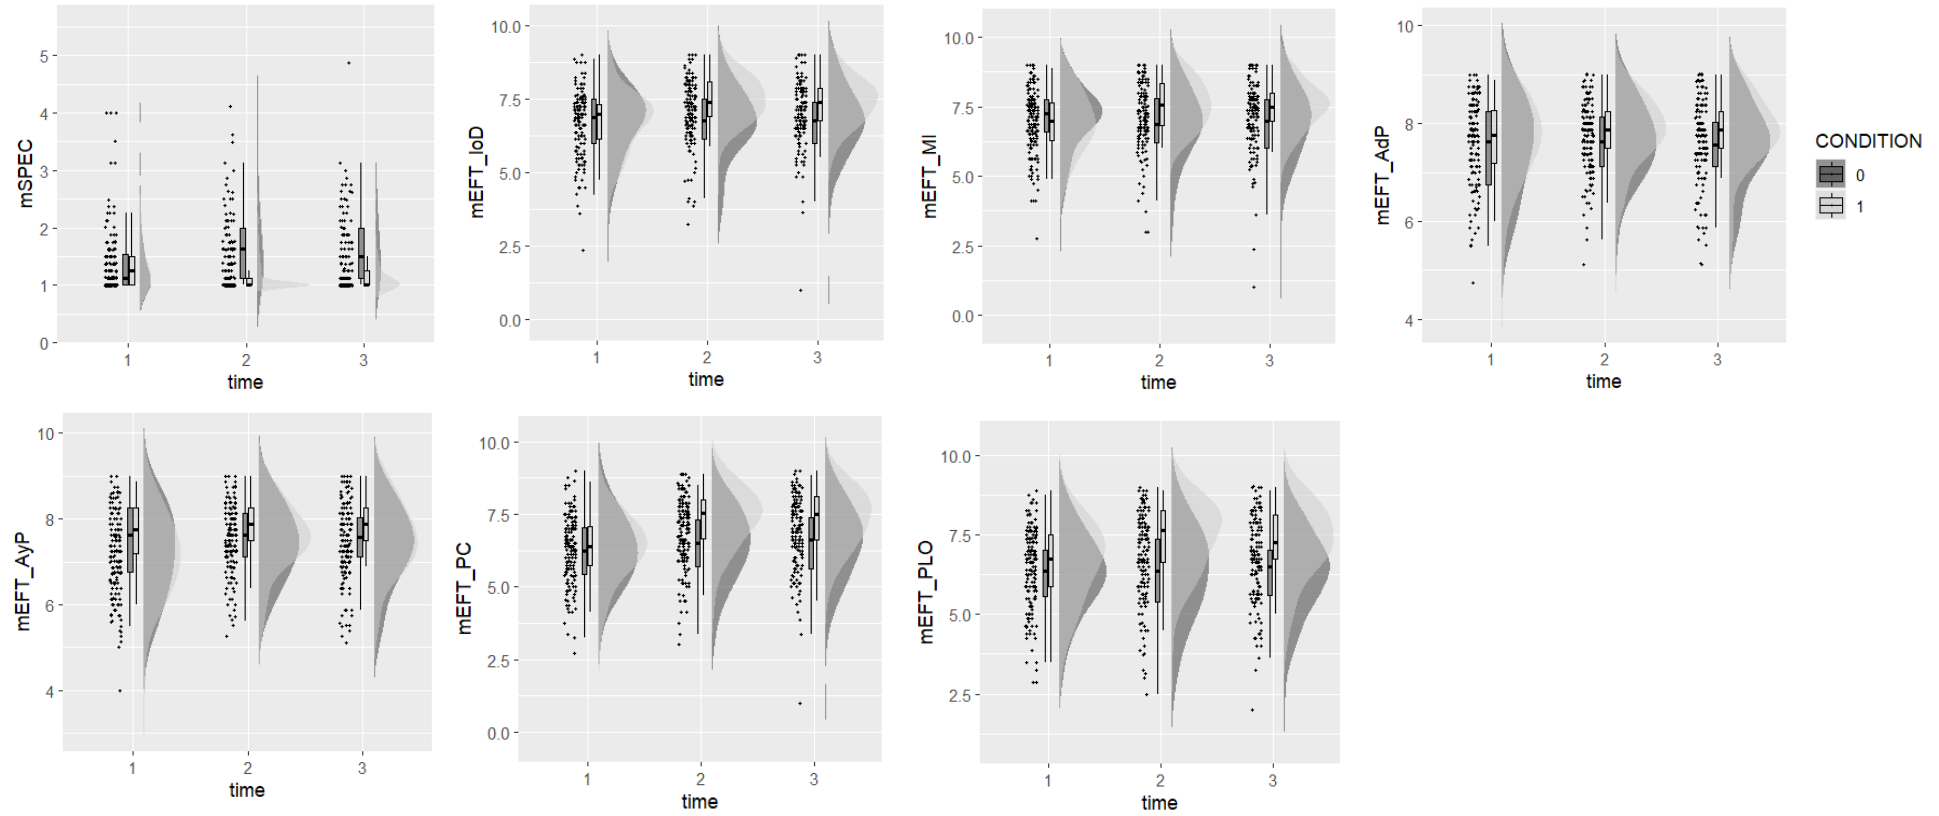 mSPEC
5
4
3
2
1
0
1 2 3
time
mEFT_IoD
10.0
7.5
5.0
2.5
0.0
1 2 3
time
mEFT_MI
10.0
7.5
5.0
2.5
0.0
1 2 3
time
mEFT_AdP
10
8
6
4
1 2 3
time
CONDITION
0
1
mEFT_AyP
10
8
6
4
1 2 3
time
mEFT_PC
10.0
7.5
5.0
2.5
0.0
1 2 3
time
mEFT_PLO
10.0
7.5
5.0
2.5
1 2 3
time